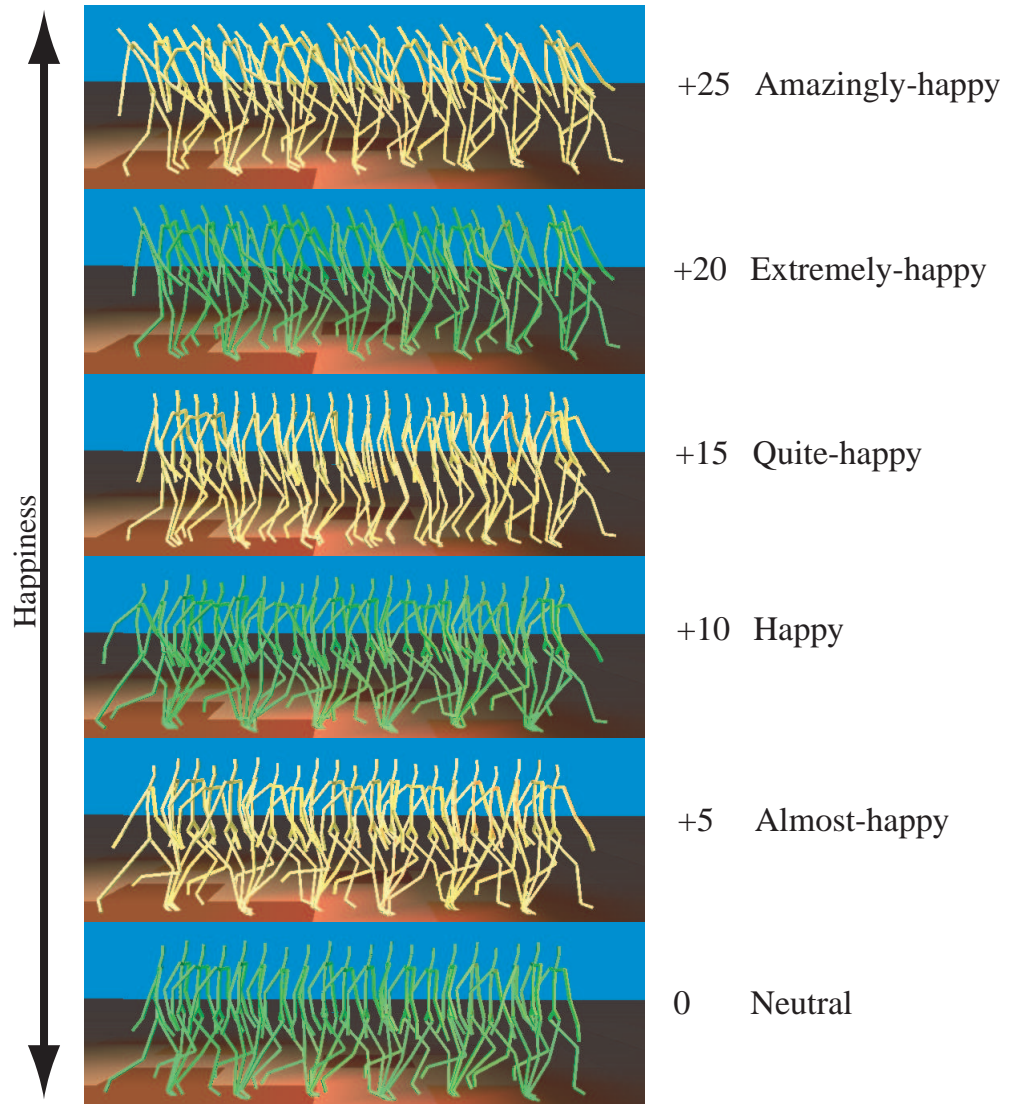 Happiness
+25 Amazingly-happy
+20 Extremely-happy
+15 Quite-happy
+10 Happy
+5 Almost-happy
0 Neutral